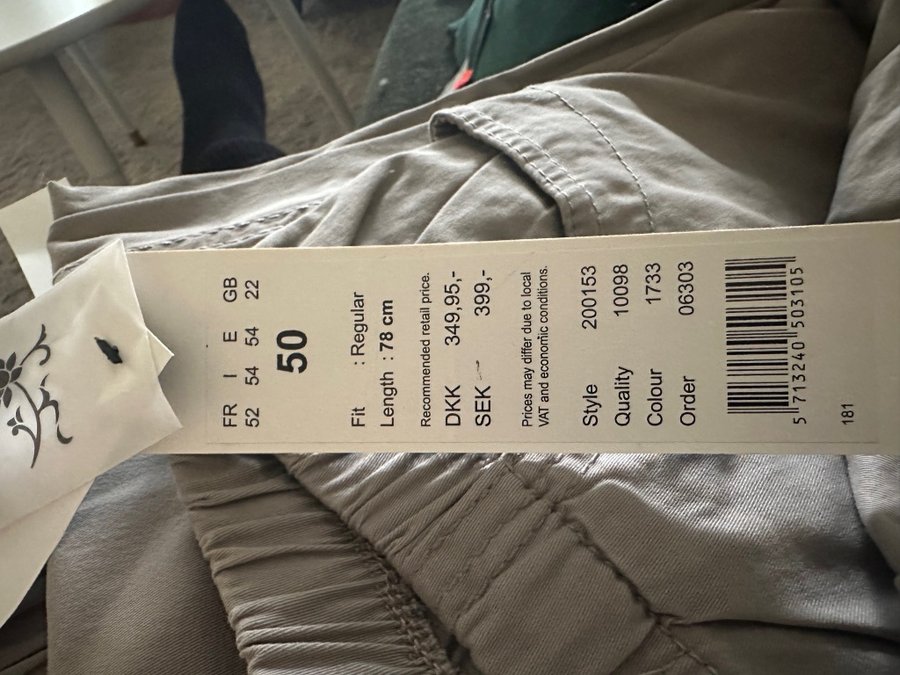 FR I E GB
52 54 54 22
50
Fit : Regular
Length : 78 cm
Recommended retail price.
DKK 349,95,-
SEK 399,-
Prices may differ due to local
VAT and economic conditions.
Style 200153
Quality 10098
Colour 1733
Order 06303
5 713240 503105
181